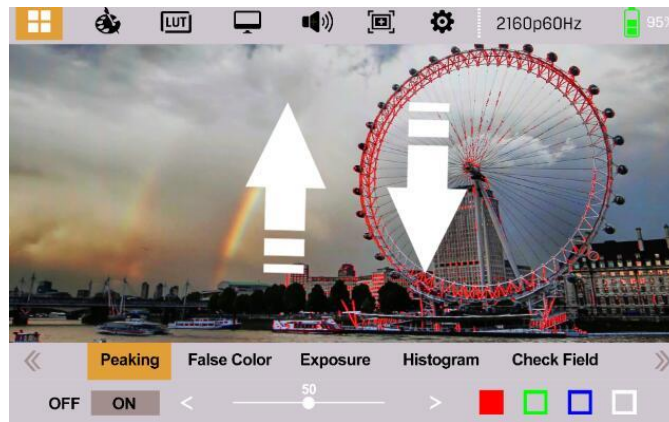 LUT 2160p60Hz 95%
Peaking False Color Exposure Histogram Check Field
50
OFF ON